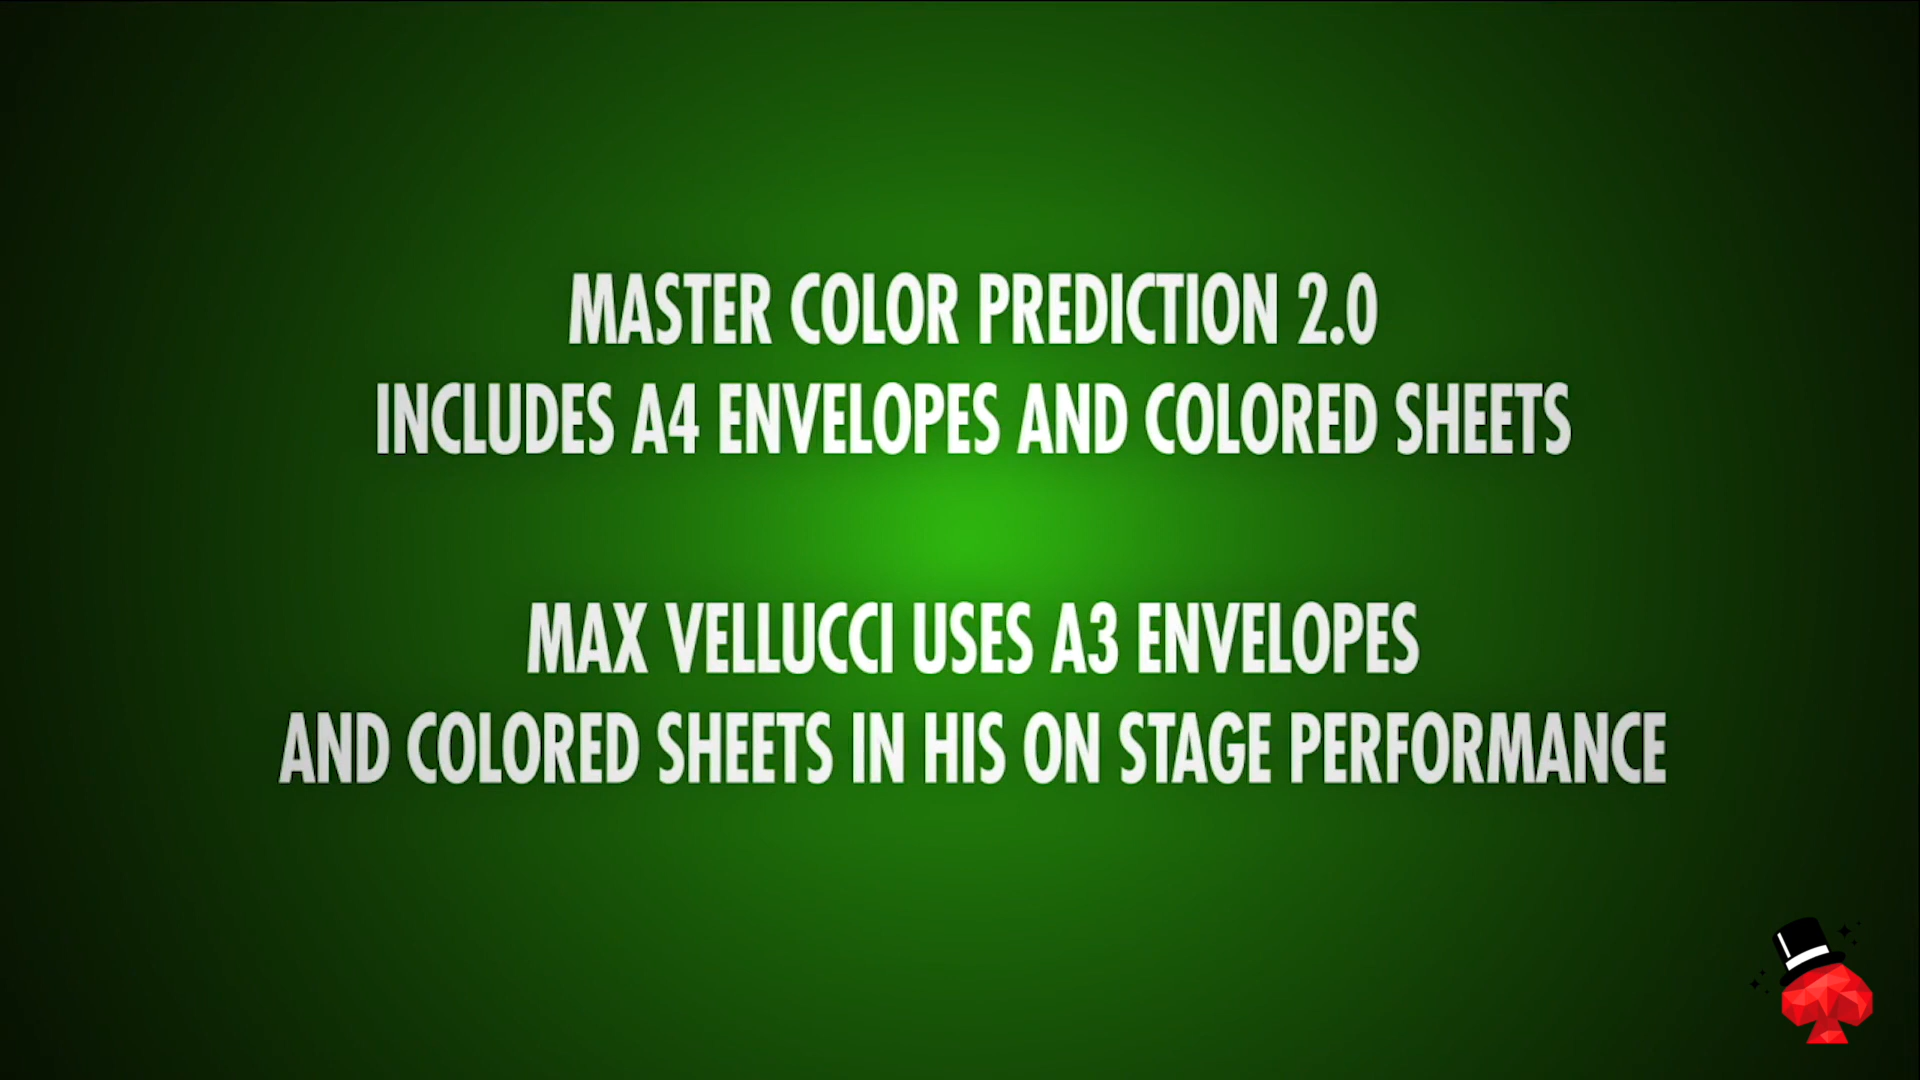 MASTER COLOR PREDICTION 2.0
INCLUDES A4 ENVELOPES AND COLORED SHEETS
MAX VELLUCCI USES A3 ENVELOPES
AND COLORED SHEETS IN HIS ON STAGE PERFORMANCE